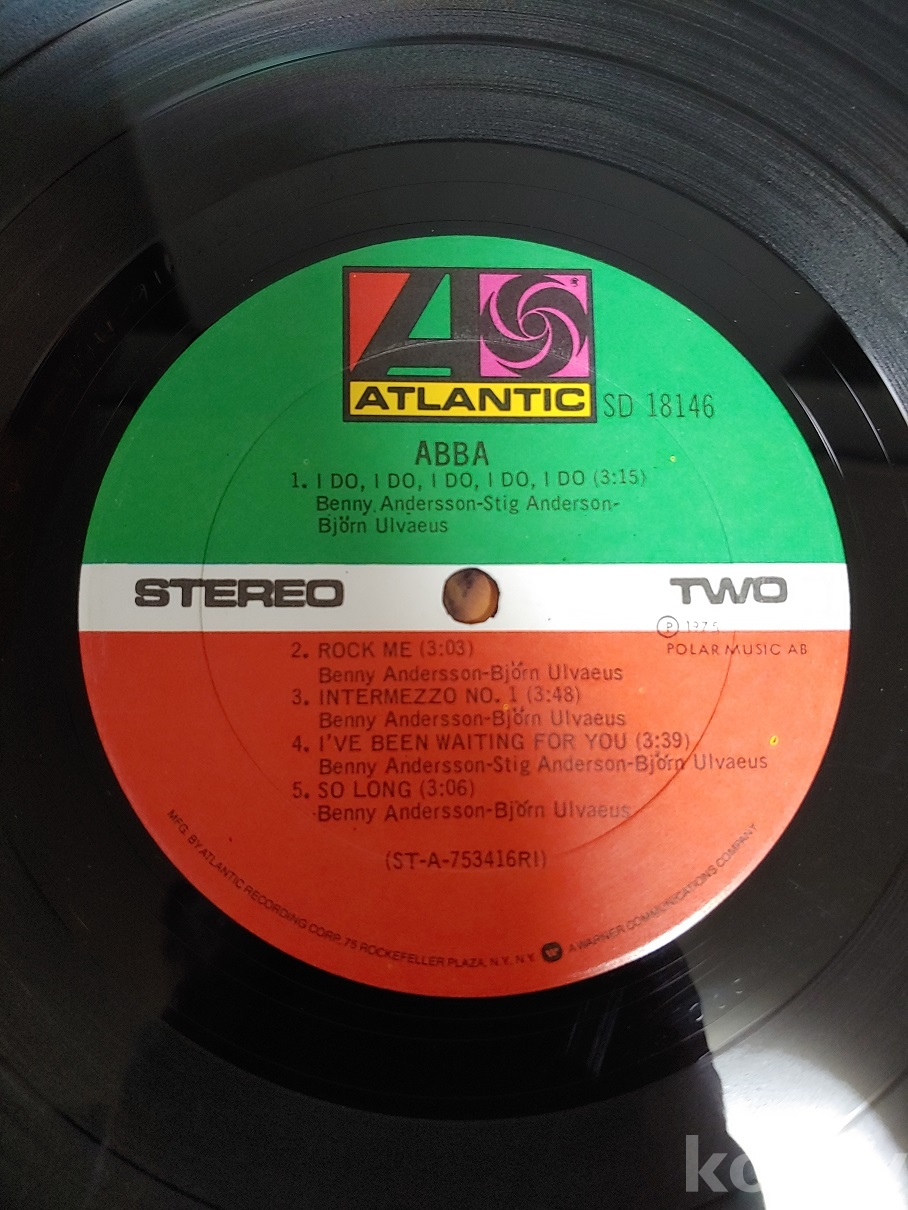 ATLANTIC
SD 18146
ABBA
1. I DO, I DO, I DO, I DO, I DO (3:15)
Benny Andersson-Stig Anderson-
Björn Ulvaeus
STEREO
TWO
℗ 1975
POLAR MUSIC AB
2. ROCK ME (3:03)
Benny Andersson-Björn Ulvaeus
3. INTERMEZZO NO. 1 (3:48)
Benny Andersson-Björn Ulvaeus
4. I'VE BEEN WAITING FOR YOU (3:39)
Benny Andersson-Stig Anderson-Björn Ulvaeus
5. SO LONG (3:06)
Benny Andersson-Björn Ulvaeus
(ST-A-753416RI)
MFG. BY ATLANTIC RECORDING CORP., 75 ROCKEFELLER PLAZA, N.Y., N.Y. A WARNER COMMUNICATIONS COMPANY